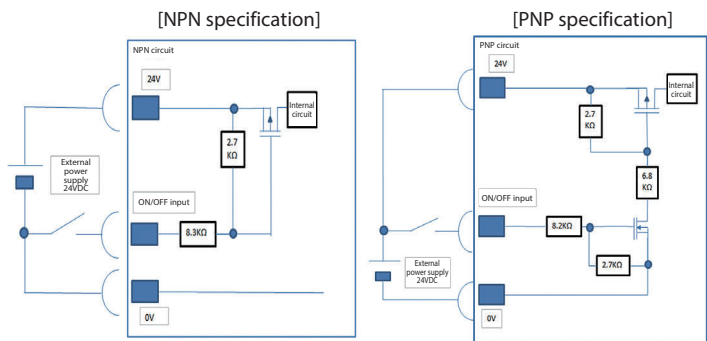 [NPN specification]
NPN circuit
24V
Internal
circuit
2.7
KΩ
External
power
supply
24VDC
ON/OFF input
8.3KΩ
0V
[PNP specification]
PNP circuit
24V
Internal
circuit
2.7
KΩ
6.8
KΩ
ON/OFF input
8.2KΩ
2.7KΩ
External
power supply
24VDC
0V